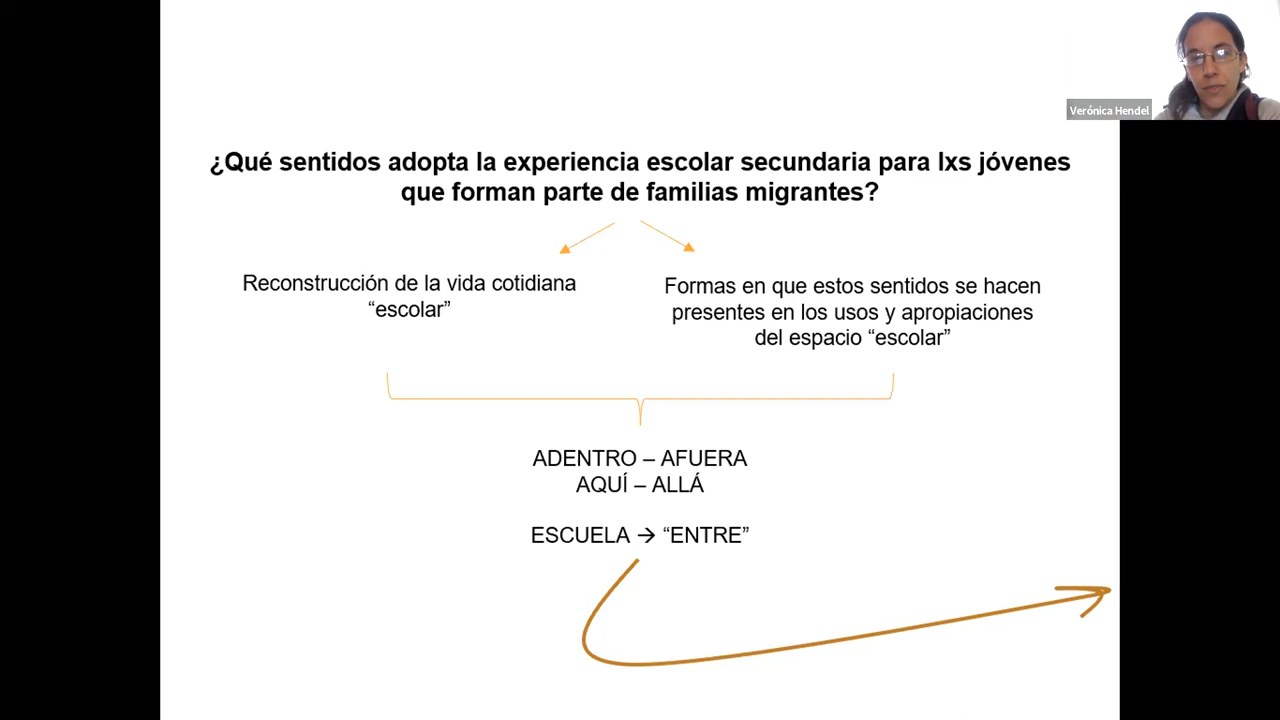 Verónica Hendel
¿Qué sentidos adopta la experiencia escolar secundaria para lxs jóvenes
que forman parte de familias migrantes?
Reconstrucción de la vida cotidiana
“escolar”
Formas en que estos sentidos se hacen
presentes en los usos y apropiaciones
del espacio “escolar”
ADENTRO – AFUERA
AQUÍ – ALLÁ
ESCUELA → “ENTRE”